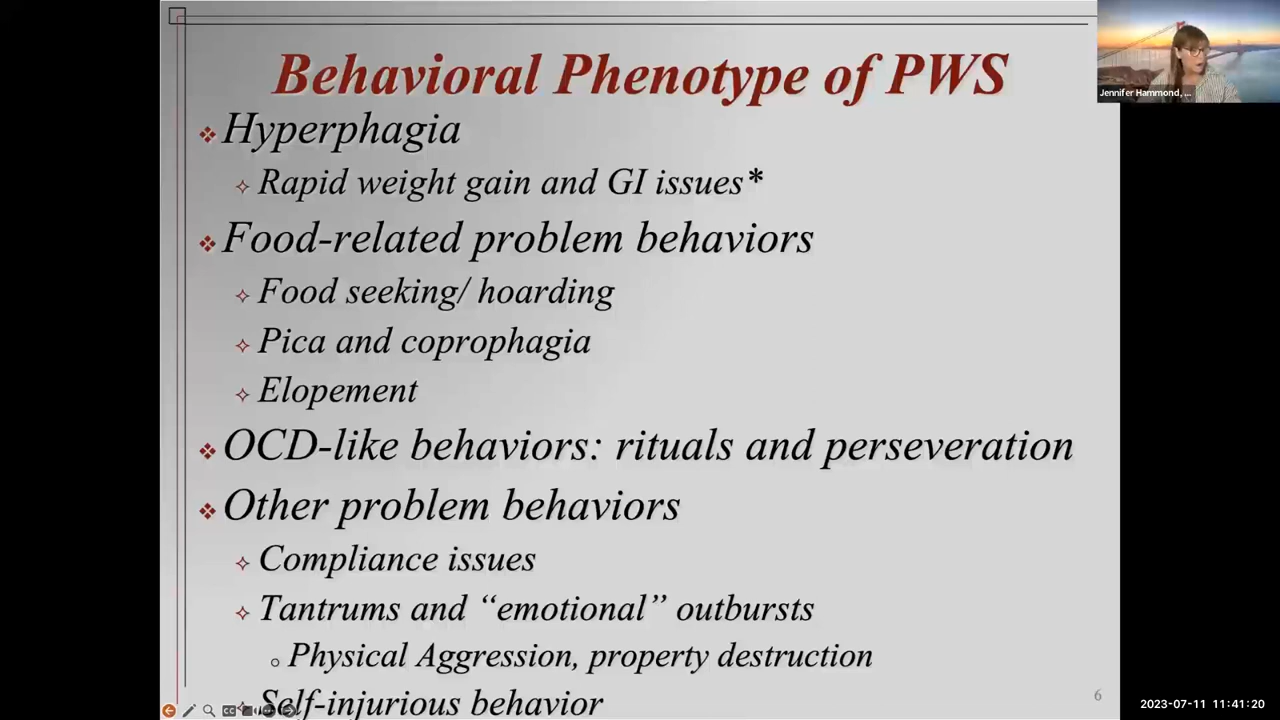 Behavioral Phenotype of PWS
Hyperphagia
Rapid weight gain and GI issues*
Food-related problem behaviors
Food seeking/ hoarding
Pica and coprophagia
Elopement
OCD-like behaviors: rituals and perseveration
Other problem behaviors
Compliance issues
Tantrums and “emotional” outbursts
Physical Aggression, property destruction
Self-injurious behavior
6
Jennifer Hammond, ...
CC
2023-07-11 11:41:20